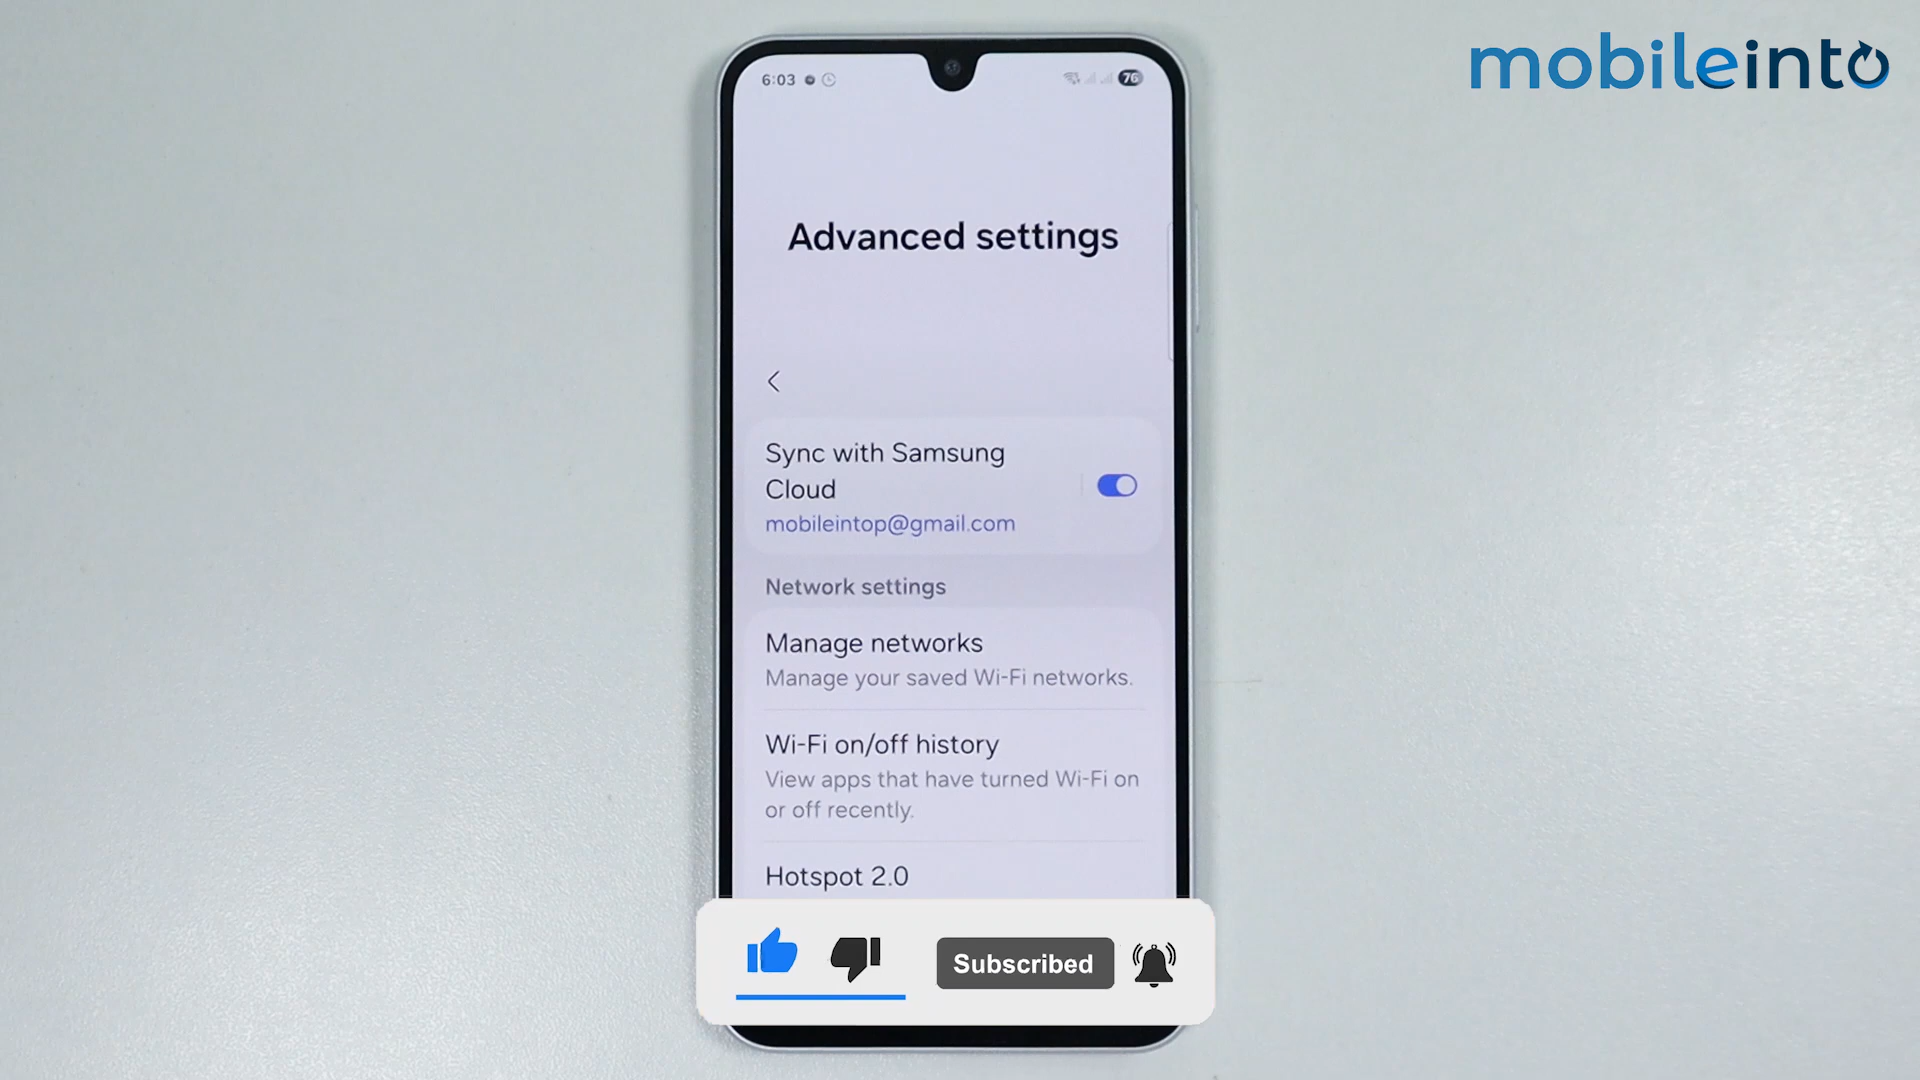 mobileinto
6:03
76
Advanced settings
Sync with Samsung
Cloud
mobileintop@gmail.com
Network settings
Manage networks
Manage your saved Wi-Fi networks.
Wi-Fi on/off history
View apps that have turned Wi-Fi on
or off recently.
Hotspot 2.0
Subscribed